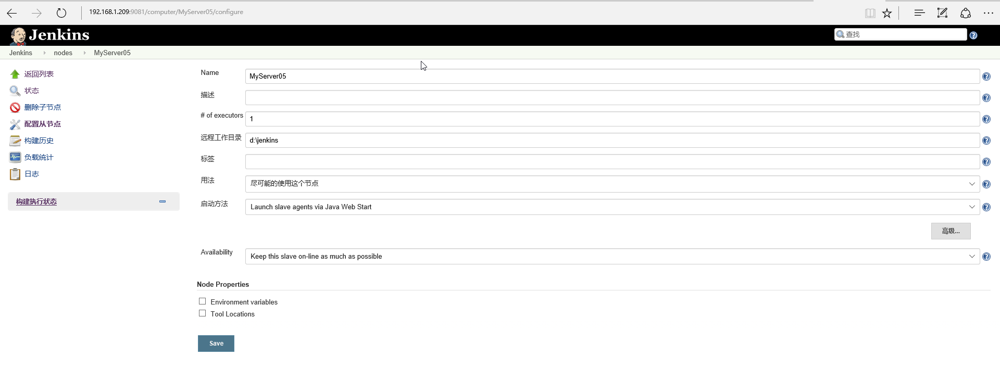 192.168.1.209:9081/computer/MyServer05/configure
Jenkins
查找
Jenkins nodes MyServer05
返回列表
状态
删除子节点
配置从节点
构建历史
负载统计
日志
构建执行状态
Name MyServer05
描述
# of executors 1
远程工作目录 d:\jenkins
标签
用法 尽可能的使用这个节点
启动方法 Launch slave agents via Java Web Start
高级...
Availability Keep this slave on-line as much as possible
Node Properties
Environment variables
Tool Locations
Save